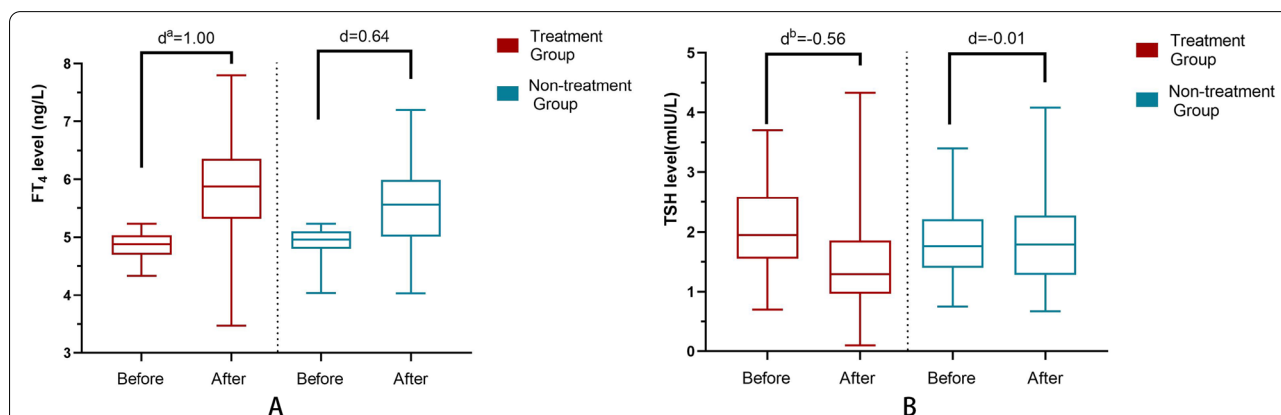 dᵃ=1.00
d=0.64
Treatment
Group
Non-treatment
Group
FT₄ level (ng/L)
8
7
6
5
4
3
Before
After
Before
After
A
dᵇ=-0.56
d=-0.01
Treatment
Group
Non-treatment
Group
TSH level(mIU/L)
5
4
3
2
1
0
Before
After
Before
After
B